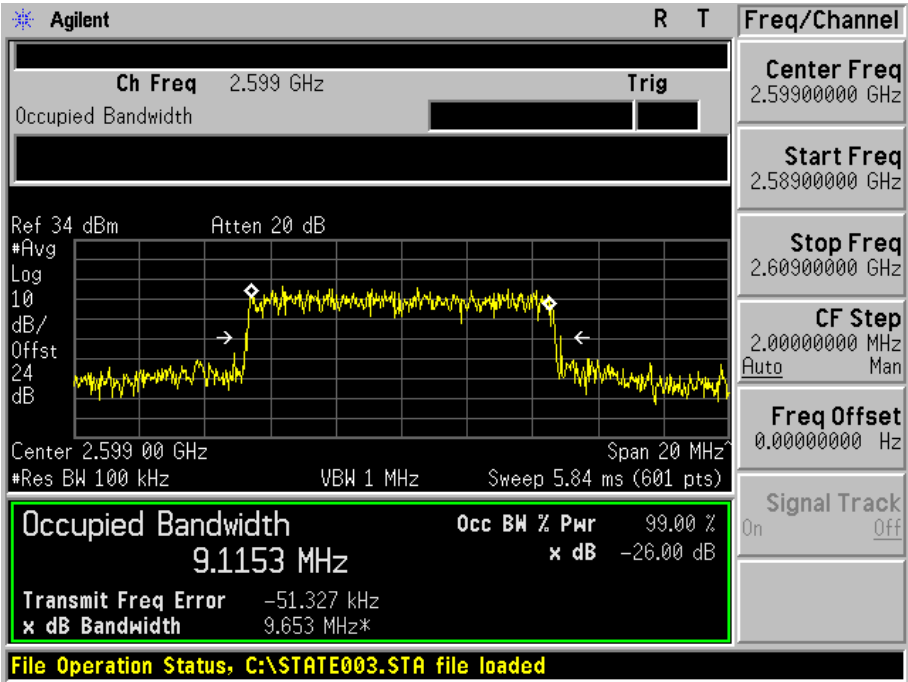 Agilent R T Freq/Channel
Ch Freq 2.599 GHz Trig
Occupied Bandwidth
Center Freq
2.59900000 GHz
Start Freq
2.58900000 GHz
Stop Freq
2.60900000 GHz
CF Step
2.00000000 MHz
Auto Man
Freq Offset
0.00000000 Hz
Signal Track
On Off
Ref 34 dBm Atten 20 dB
#Avg
Log
10
dB/
Offst
24
dB
Center 2.599 00 GHz Span 20 MHz^
#Res BW 100 kHz VBW 1 MHz Sweep 5.84 ms (601 pts)
Occupied Bandwidth Occ BW % Pwr 99.00 %
9.1153 MHz x dB -26.00 dB
Transmit Freq Error -51.327 kHz
x dB Bandwidth 9.653 MHz*
File Operation Status, C:\STATE003.STA file loaded